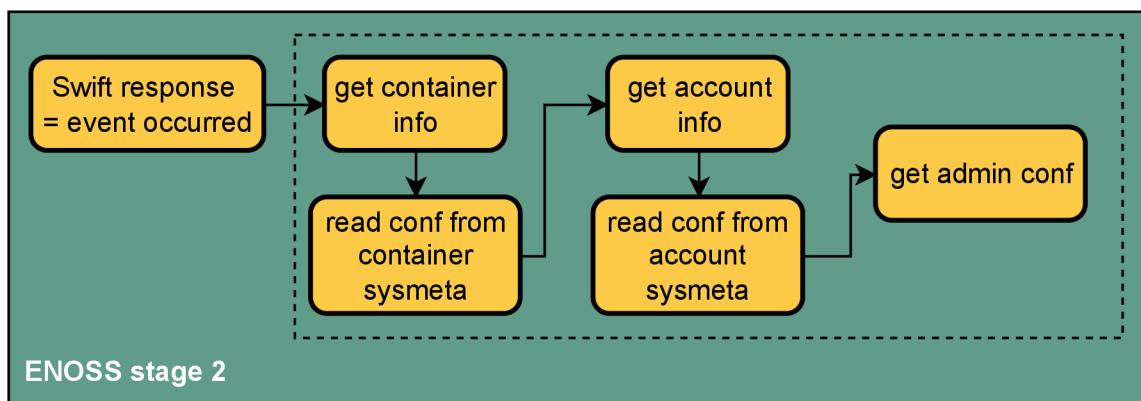 Swift response
= event occurred
get container
info
read conf from
container
sysmeta
get account
info
read conf from
account
sysmeta
get admin conf
ENOSS stage 2